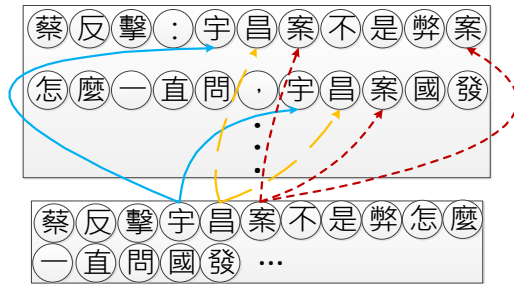 蔡反擊：宇昌案不是弊案
怎麼一直問，宇昌案國發
⋮
蔡反擊宇昌案不是弊怎麼
一直問國發 …